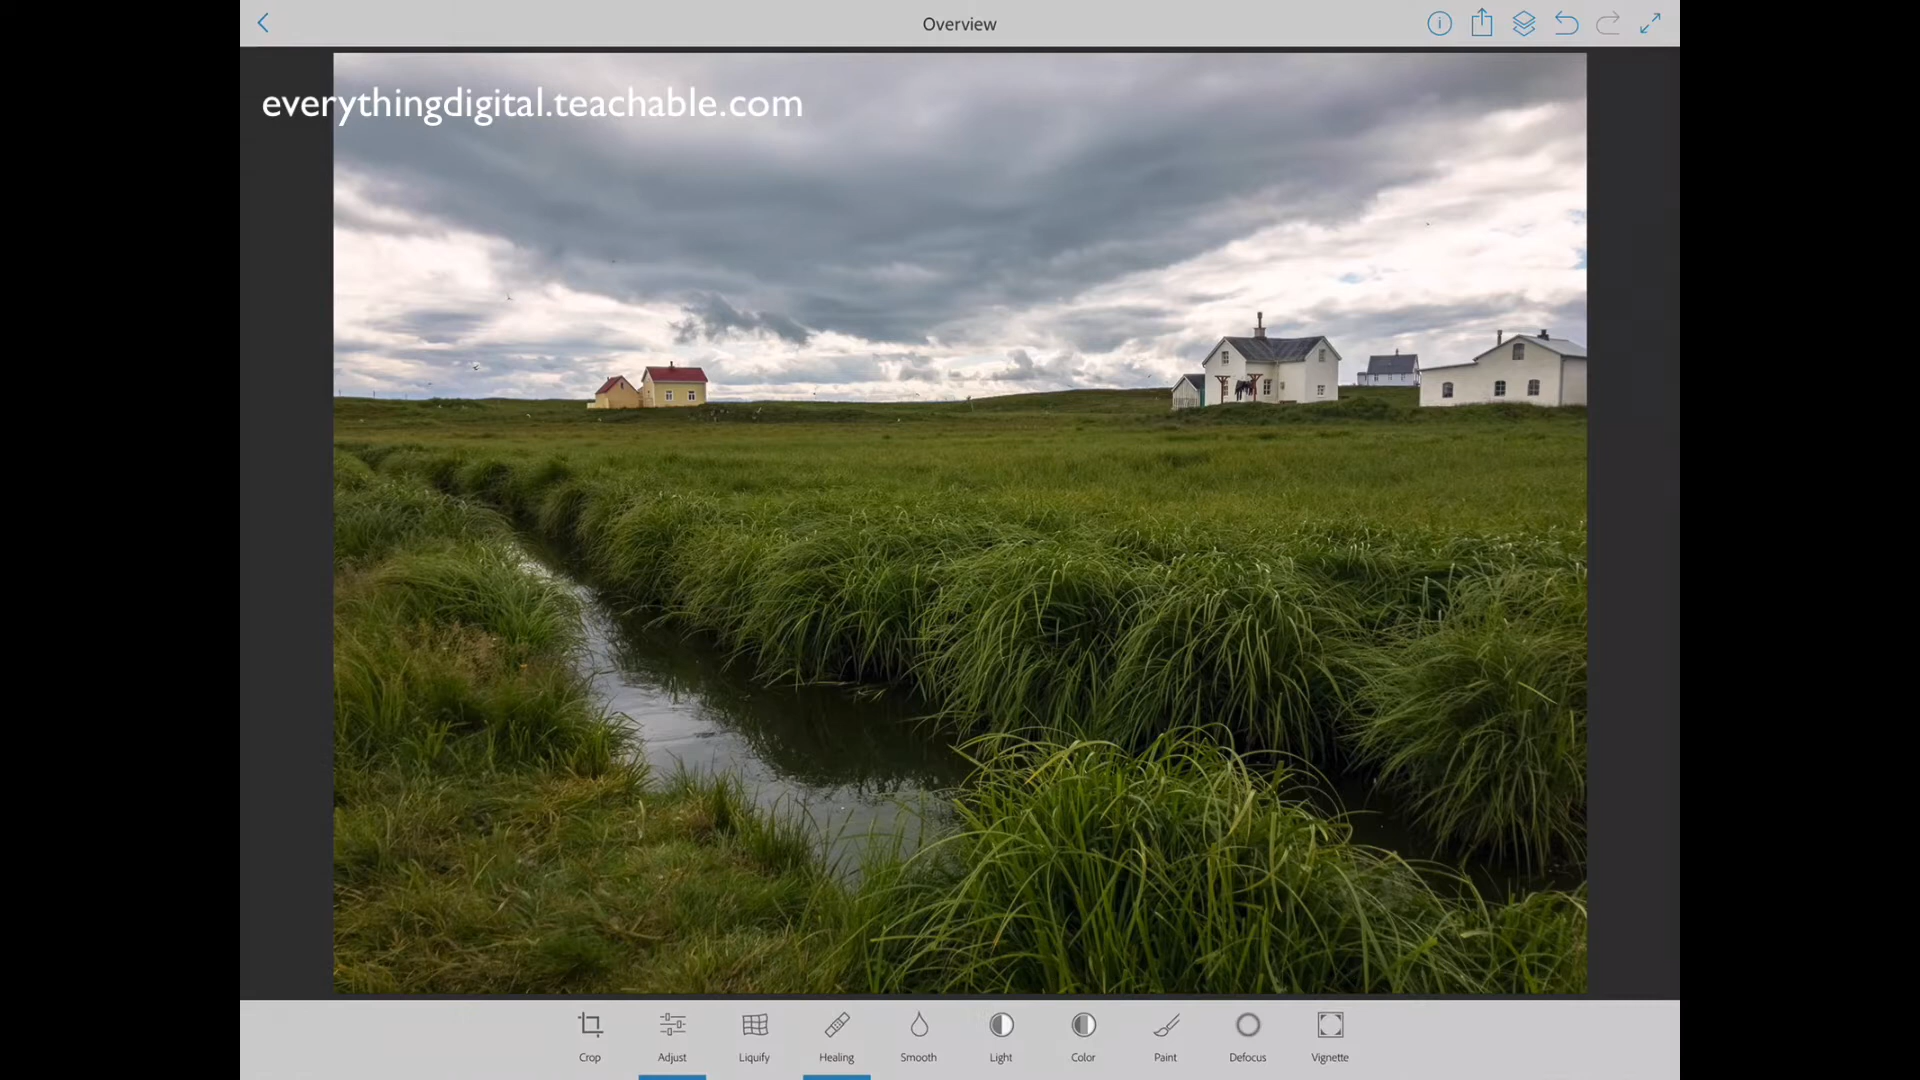 Overview
everythingdigital.teachable.com
Crop Adjust Liquify Healing Smooth Light Color Paint Defocus Vignette